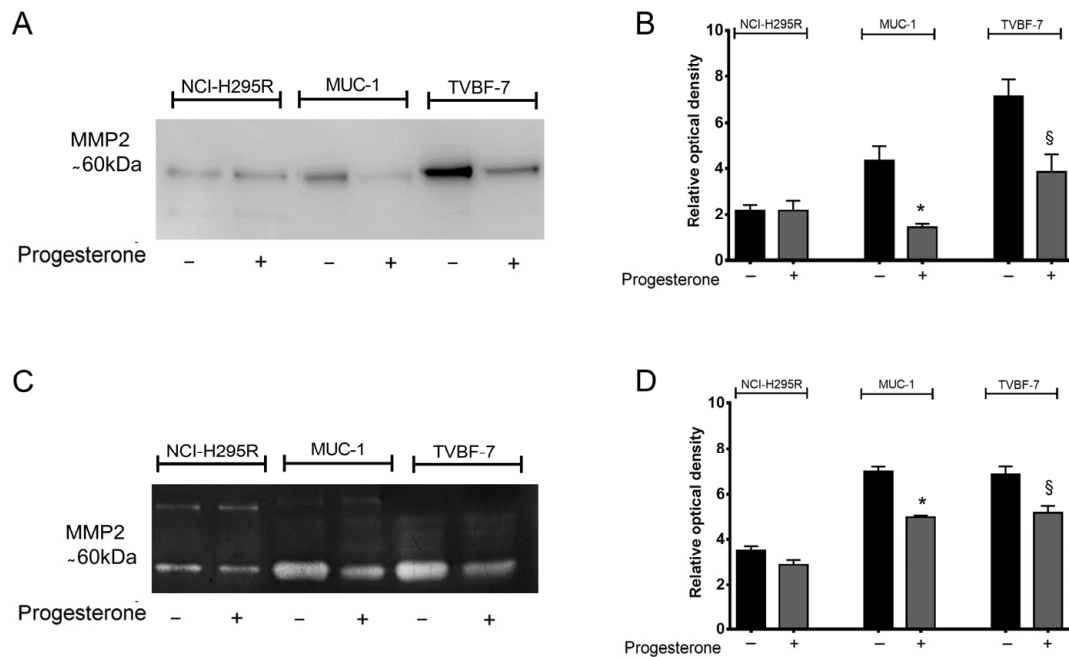 A
NCI-H295R MUC-1 TVBF-7
MMP2
~60kDa
Progesterone - + - + - +
B
NCI-H295R MUC-1 TVBF-7
Relative optical density
10
8
6
4
2
0
* §
Progesterone - + - + - +
C
NCI-H295R MUC-1 TVBF-7
MMP2
~60kDa
Progesterone - + - + - +
D
NCI-H295R MUC-1 TVBF-7
Relative optical density
10
8
6
4
2
0
* §
Progesterone - + - + - +